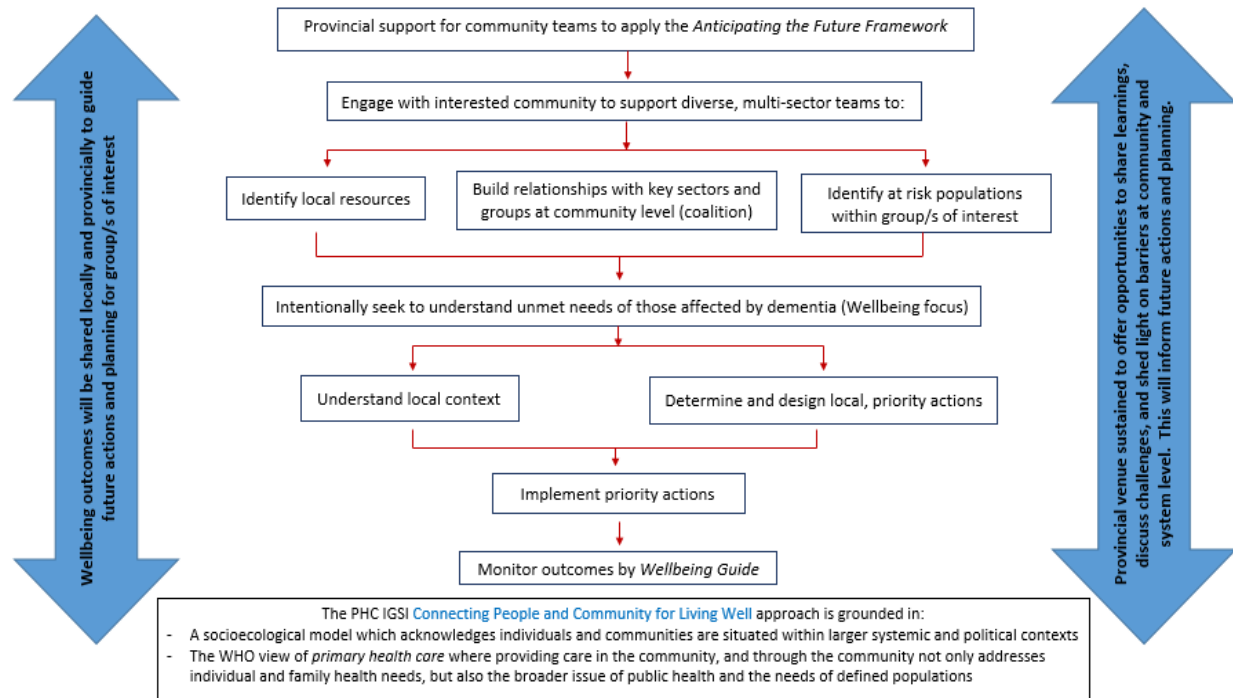 Provincial support for community teams to apply the Anticipating the Future Framework
Engage with interested community to support diverse, multi-sector teams to:
Identify local resources
Build relationships with key sectors and
groups at community level (coalition)
Identify at risk populations
within group/s of interest
Intentionally seek to understand unmet needs of those affected by dementia (Wellbeing focus)
Understand local context
Determine and design local, priority actions
Implement priority actions
Monitor outcomes by Wellbeing Guide
Wellbeing outcomes will be shared locally and provincially to guide
future actions and planning for group/s of interest
Provincial venue sustained to offer opportunities to share learnings,
discuss challenges, and shed light on barriers at community and
system level.  This will inform future actions and planning.
The PHC IGSI Connecting People and Community for Living Well approach is grounded in:
- A socioecological model which acknowledges individuals and communities are situated within larger systemic and political contexts
- The WHO view of primary health care where providing care in the community, and through the community not only addresses
individual and family health needs, but also the broader issue of public health and the needs of defined populations